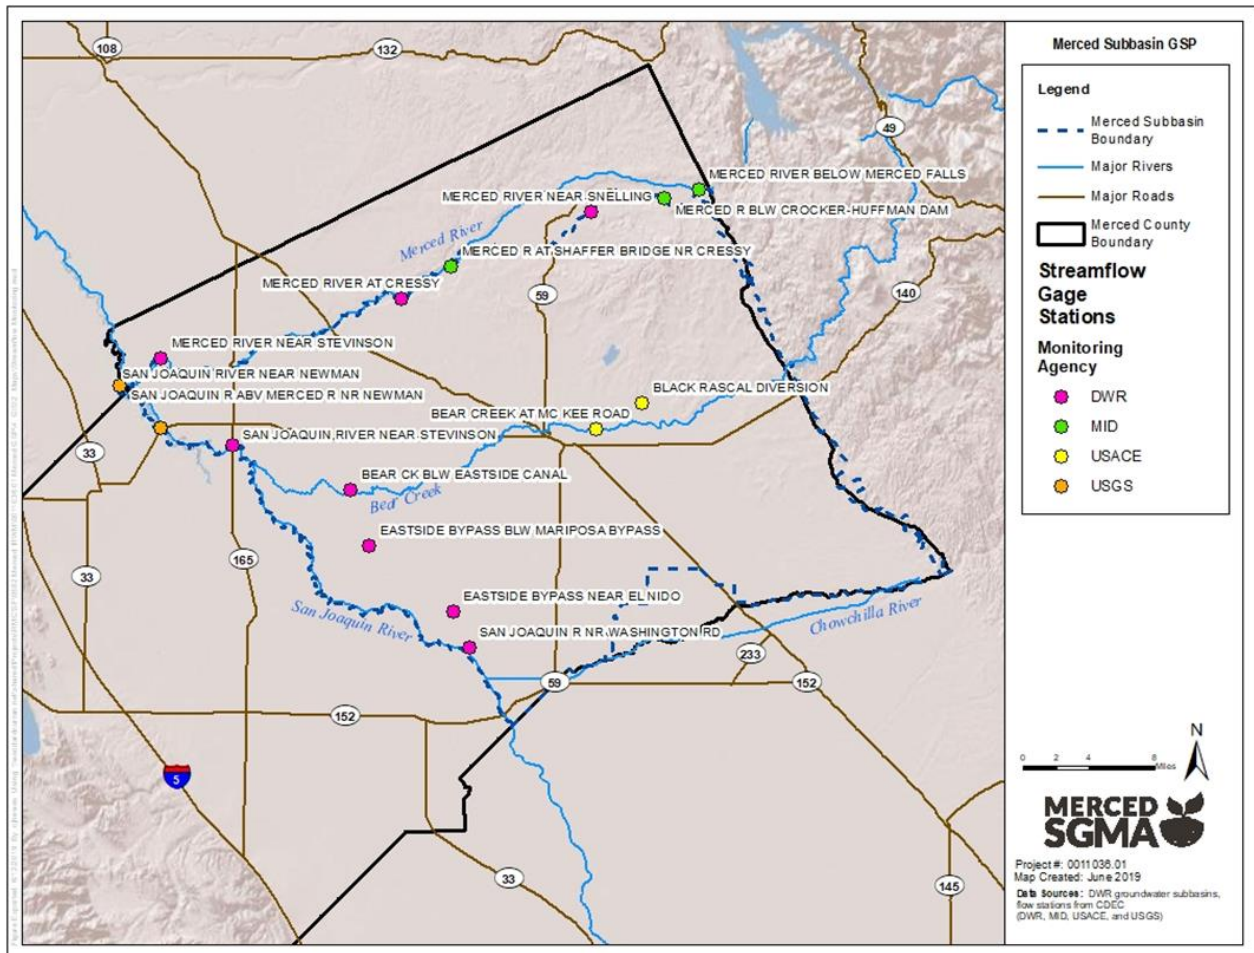 Merced Subbasin GSP
Legend
Merced Subbasin
Boundary
Major Rivers
Major Roads
Merced County
Boundary
Streamflow
Gage
Stations
Monitoring
Agency
DWR
MID
USACE
USGS
108
132
49
MERCED RIVER BELOW MERCED FALLS
MERCED RIVER NEAR SNELLING
MERCED R BLW CROCKER-HUFFMAN DAM
Merced River
MERCED R AT SHAFFER BRIDGE NR CRESSY
MERCED RIVER AT CRESSY
59
140
MERCED RIVER NEAR STEVINSON
SAN JOAQUIN RIVER NEAR NEWMAN
SAN JOAQUIN R ABV MERCED R NR NEWMAN
BLACK RASCAL DIVERSION
BEAR CREEK AT MC KEE ROAD
SAN JOAQUIN RIVER NEAR STEVINSON
33
BEAR CK BLW EASTSIDE CANAL
Bear Creek
EASTSIDE BYPASS BLW MARIPOSA BYPASS
165
33
EASTSIDE BYPASS NEAR EL NIDO
San Joaquin River
SAN JOAQUIN R NR WASHINGTON RD
Chowchilla River
233
59
152
152
5
33
145
N
0 2 4 8
Miles
MERCED
SGMA
Project #: 0011036.01
Map Created: June 2019
Data Sources: DWR groundwater subbasins,
flow stations from CDEC
(DWR, MID, USACE, and USGS)